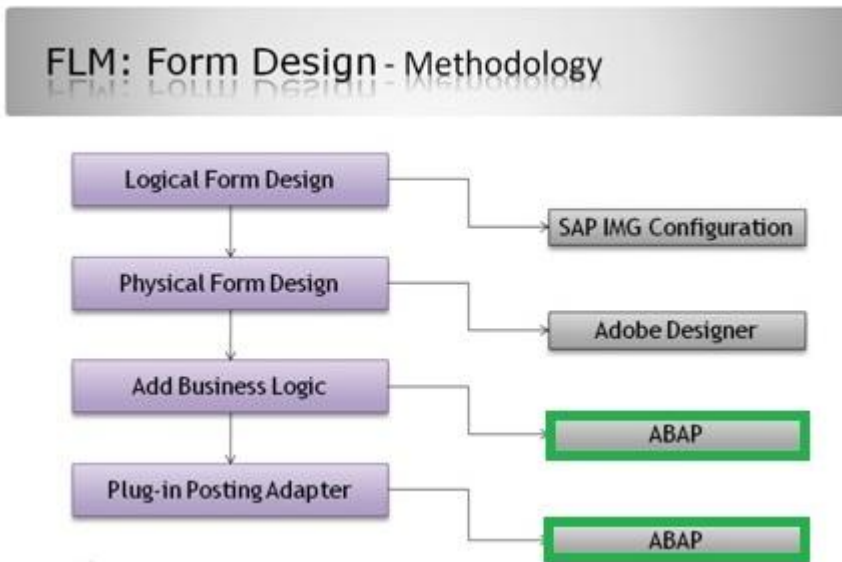 FLM: Form Design - Methodology
Logical Form Design
SAP IMG Configuration
Physical Form Design
Adobe Designer
Add Business Logic
ABAP
Plug-in Posting Adapter
ABAP